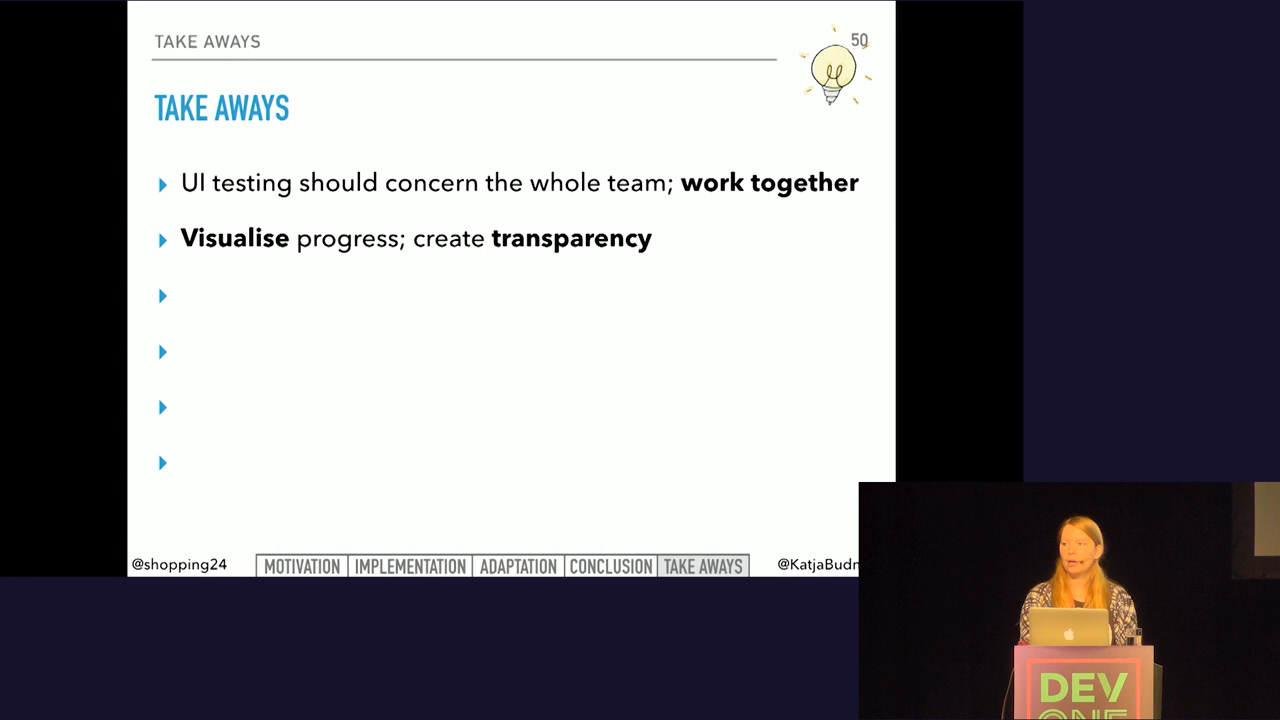 TAKE AWAYS
50
TAKE AWAYS
UI testing should concern the whole team; work together
Visualise progress; create transparency
@shopping24
MOTIVATION
IMPLEMENTATION
ADAPTATION
CONCLUSION
TAKE AWAYS
@KatjaBudn
DEV
ONE